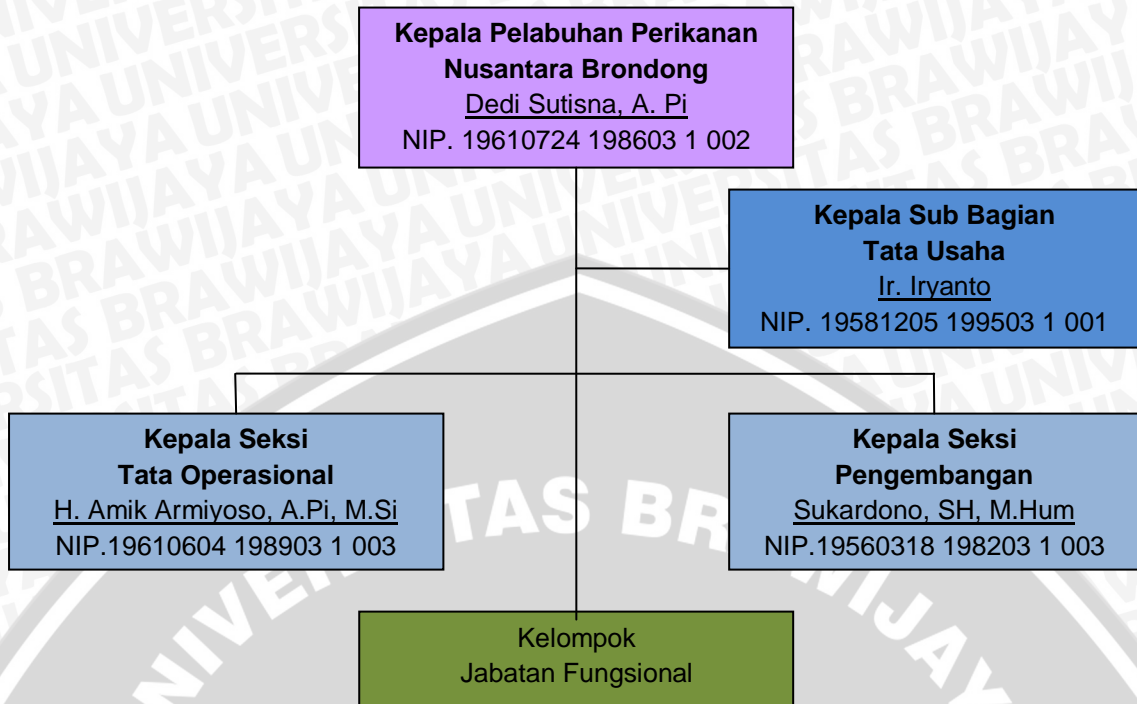 Kepala Pelabuhan Perikanan
Nusantara Brondong
Dedi Sutisna, A. Pi
NIP. 19610724 198603 1 002
Kepala Sub Bagian
Tata Usaha
Ir. Iryanto
NIP. 19581205 199503 1 001
Kepala Seksi
Tata Operasional
H. Amik Armiyoso, A.Pi, M.Si
NIP.19610604 198903 1 003
Kepala Seksi
Pengembangan
Sukardono, SH, M.Hum
NIP.19560318 198203 1 003
Kelompok
Jabatan Fungsional
UNIVERSITAS BRAWIJAYA